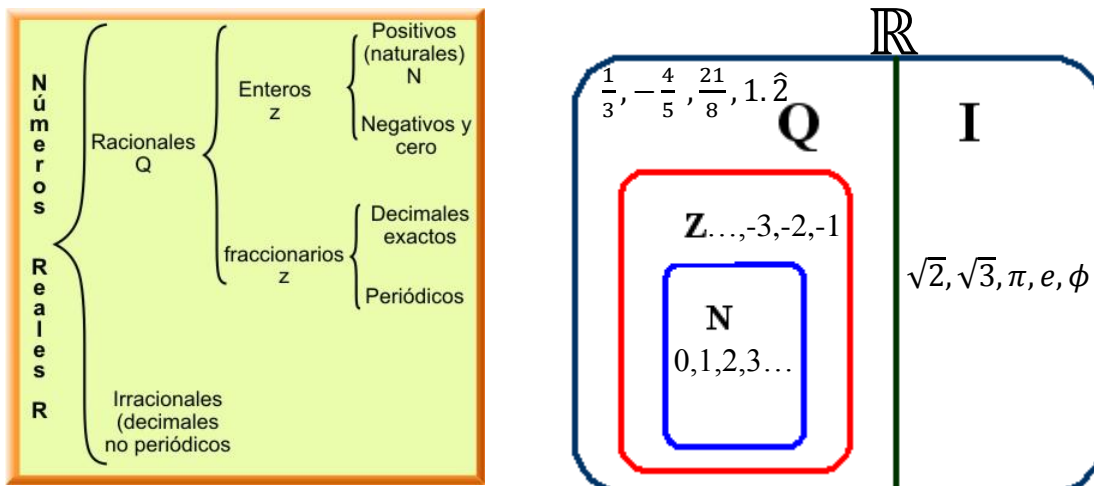 Números Reales R
Racionales
Q
Enteros
z
Positivos
(naturales)
N
Negativos y
cero
fraccionarios
z
Decimales
exactos
Periódicos
Irracionales
(decimales
no periódicos
ℝ
1/3, −4/5, 21/8, 1.2̂
Q
I
Z…,-3,-2,-1
√2, √3, π, e, ϕ
N
0,1,2,3…